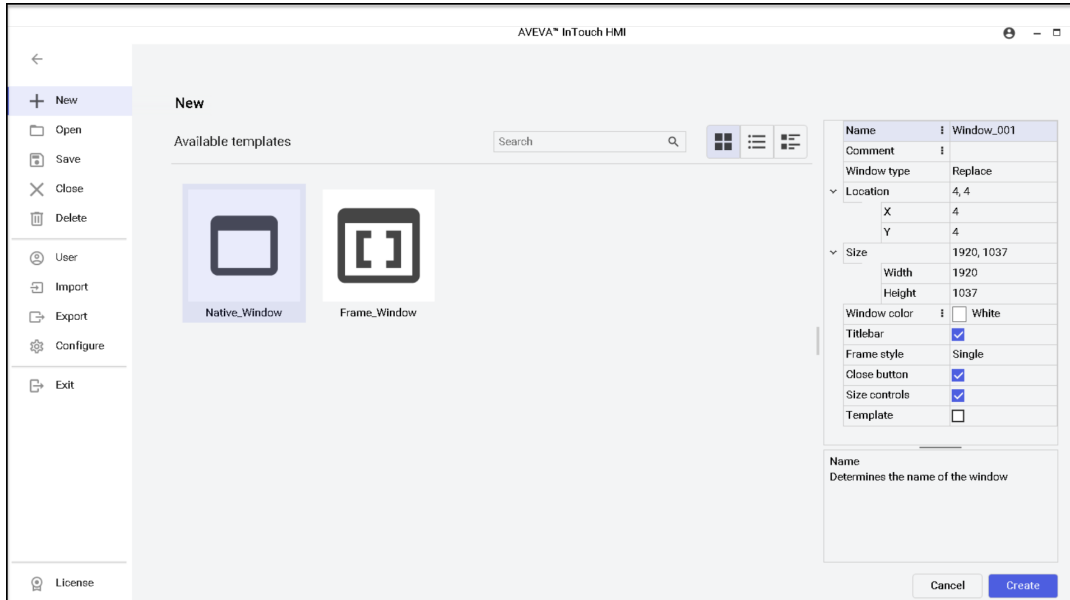 AVEVA™ InTouch HMI
New
Open
Save
Close
Delete
User
Import
Export
Configure
Exit
License
New
Available templates
Search
Native_Window
Frame_Window
Name Window_001
Comment
Window type Replace
Location 4, 4
X 4
Y 4
Size 1920, 1037
Width 1920
Height 1037
Window color White
Titlebar
Frame style Single
Close button
Size controls
Template
Name
Determines the name of the window
Cancel Create